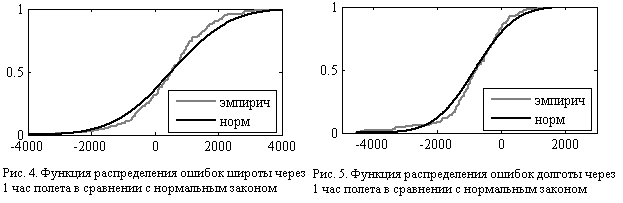 1
0.5
0
-4000
-2000
0
2000
4000
эмпирич
норм
Рис. 4. Функция распределения ошибок широты через
1 час полета в сравнении с нормальным законом
1
0.5
0
-4000
-2000
0
2000
эмпирич
норм
Рис. 5. Функция распределения ошибок долготы через
1 час полета в сравнении с нормальным законом